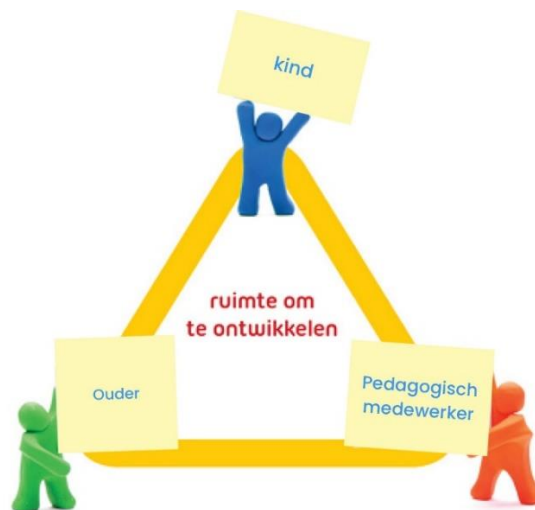 kind
ruimte om
te ontwikkelen
Ouder
Pedagogisch
medewerker